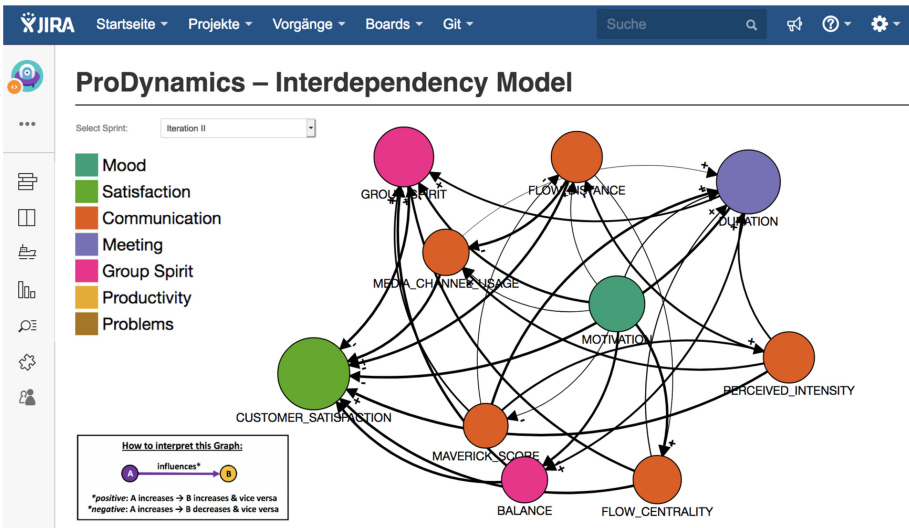 JIRA Startseite Projekte Vorgänge Boards Git Suche
ProDynamics – Interdependency Model
Select Sprint: Iteration II
Mood
Satisfaction
Communication
Meeting
Group Spirit
Productivity
Problems
GROUP_SPIRIT
FLOW_DISTANCE
DURATION
MEDIA_CHANNEL_USAGE
MOTIVATION
PERCEIVED_INTENSITY
CUSTOMER_SATISFACTION
MAVERICK_SCORE
BALANCE
FLOW_CENTRALITY
How to interpret this Graph:
influences*
A B
*positive: A increases → B increases & vice versa
*negative: A increases → B decreases & vice versa